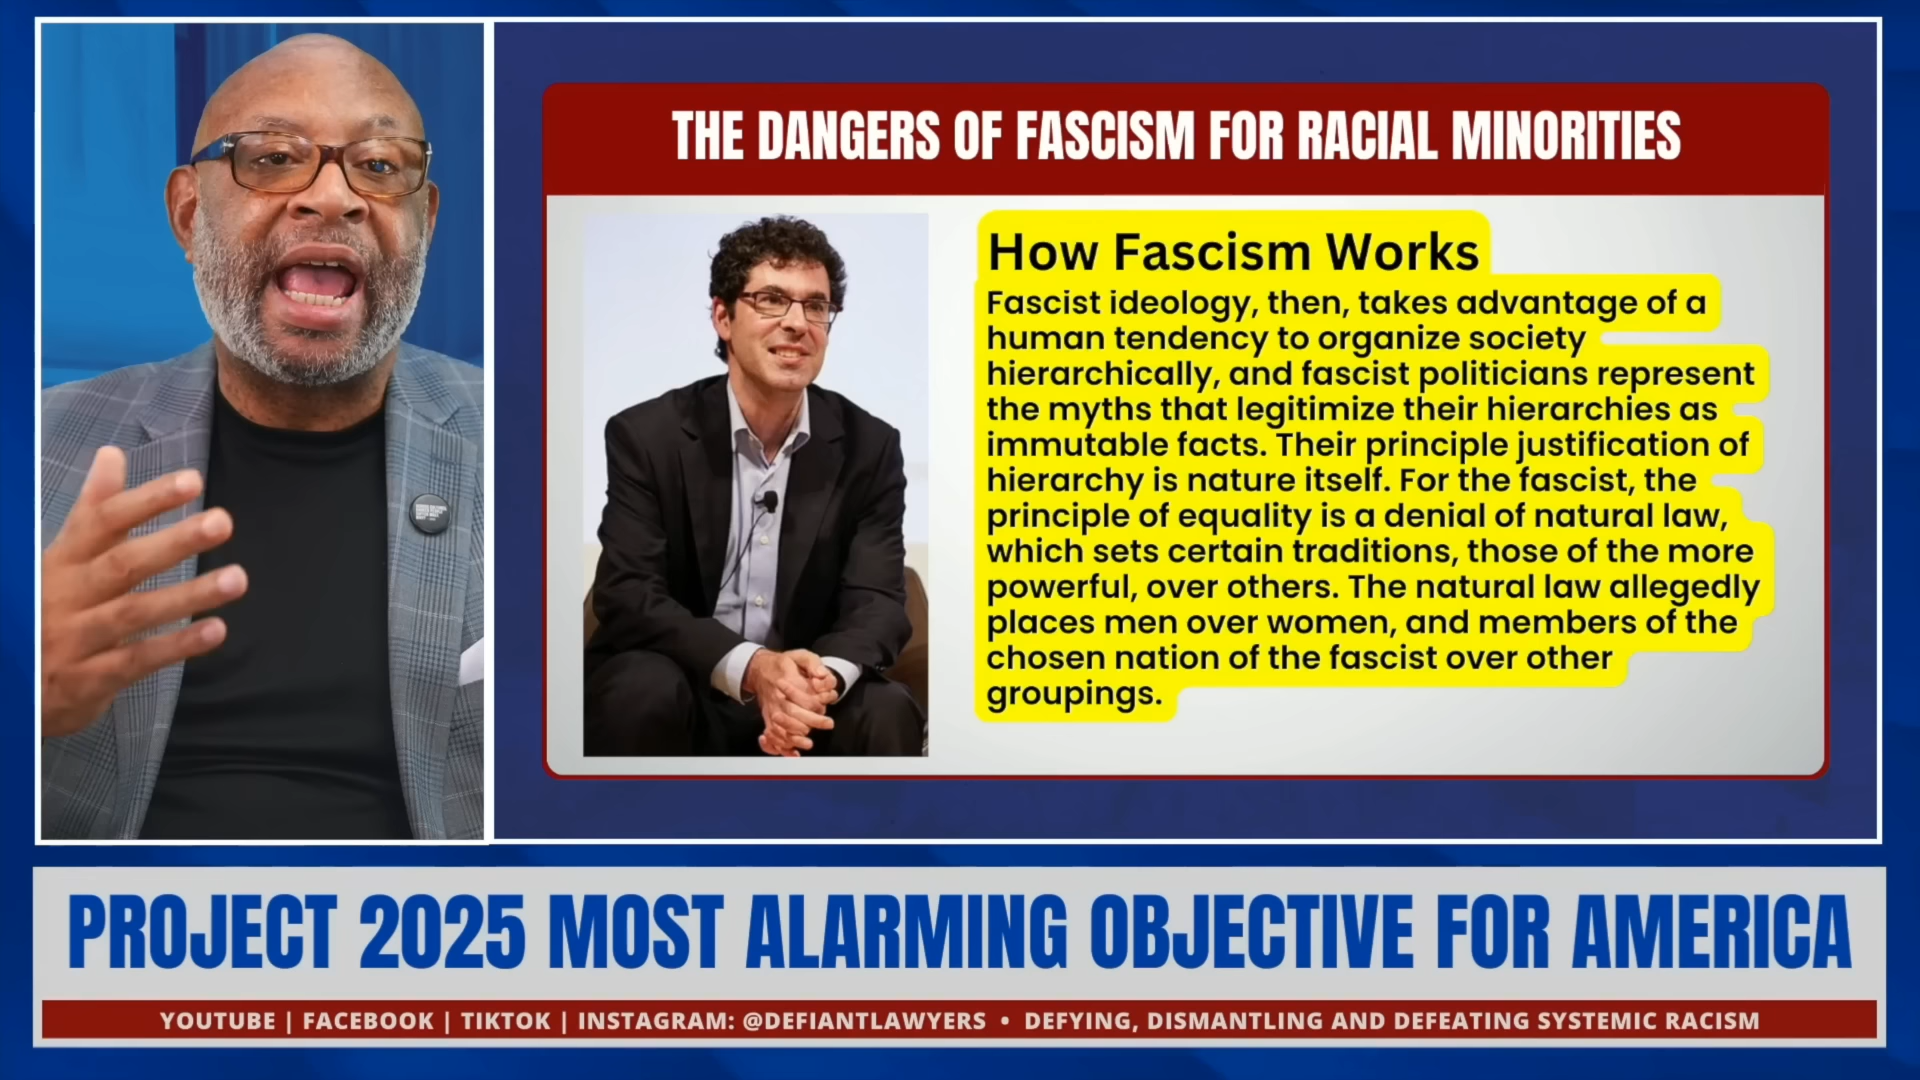 THE DANGERS OF FASCISM FOR RACIAL MINORITIES
How Fascism Works
Fascist ideology, then, takes advantage of a
human tendency to organize society
hierarchically, and fascist politicians represent
the myths that legitimize their hierarchies as
immutable facts. Their principle justification of
hierarchy is nature itself. For the fascist, the
principle of equality is a denial of natural law,
which sets certain traditions, those of the more
powerful, over others. The natural law allegedly
places men over women, and members of the
chosen nation of the fascist over other
groupings.
PROJECT 2025 MOST ALARMING OBJECTIVE FOR AMERICA
YOUTUBE | FACEBOOK | TIKTOK | INSTAGRAM: @DEFIANTLAWYERS • DEFYING, DISMANTLING AND DEFEATING SYSTEMIC RACISM